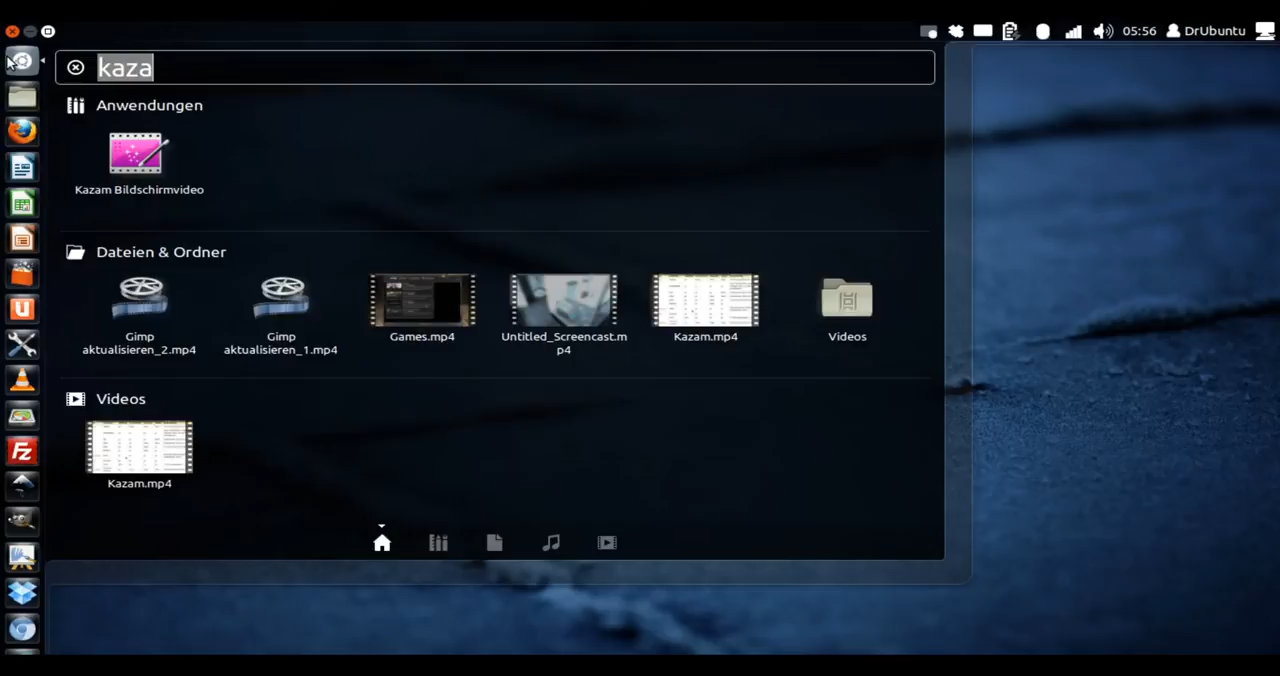 05:56 DrUbuntu
kaza
Anwendungen
Kazam Bildschirmvideo
Dateien & Ordner
Gimp
aktualisieren_2.mp4
Gimp
aktualisieren_1.mp4
Games.mp4
Untitled_Screencast.m
p4
Kazam.mp4
Videos
Videos
Kazam.mp4